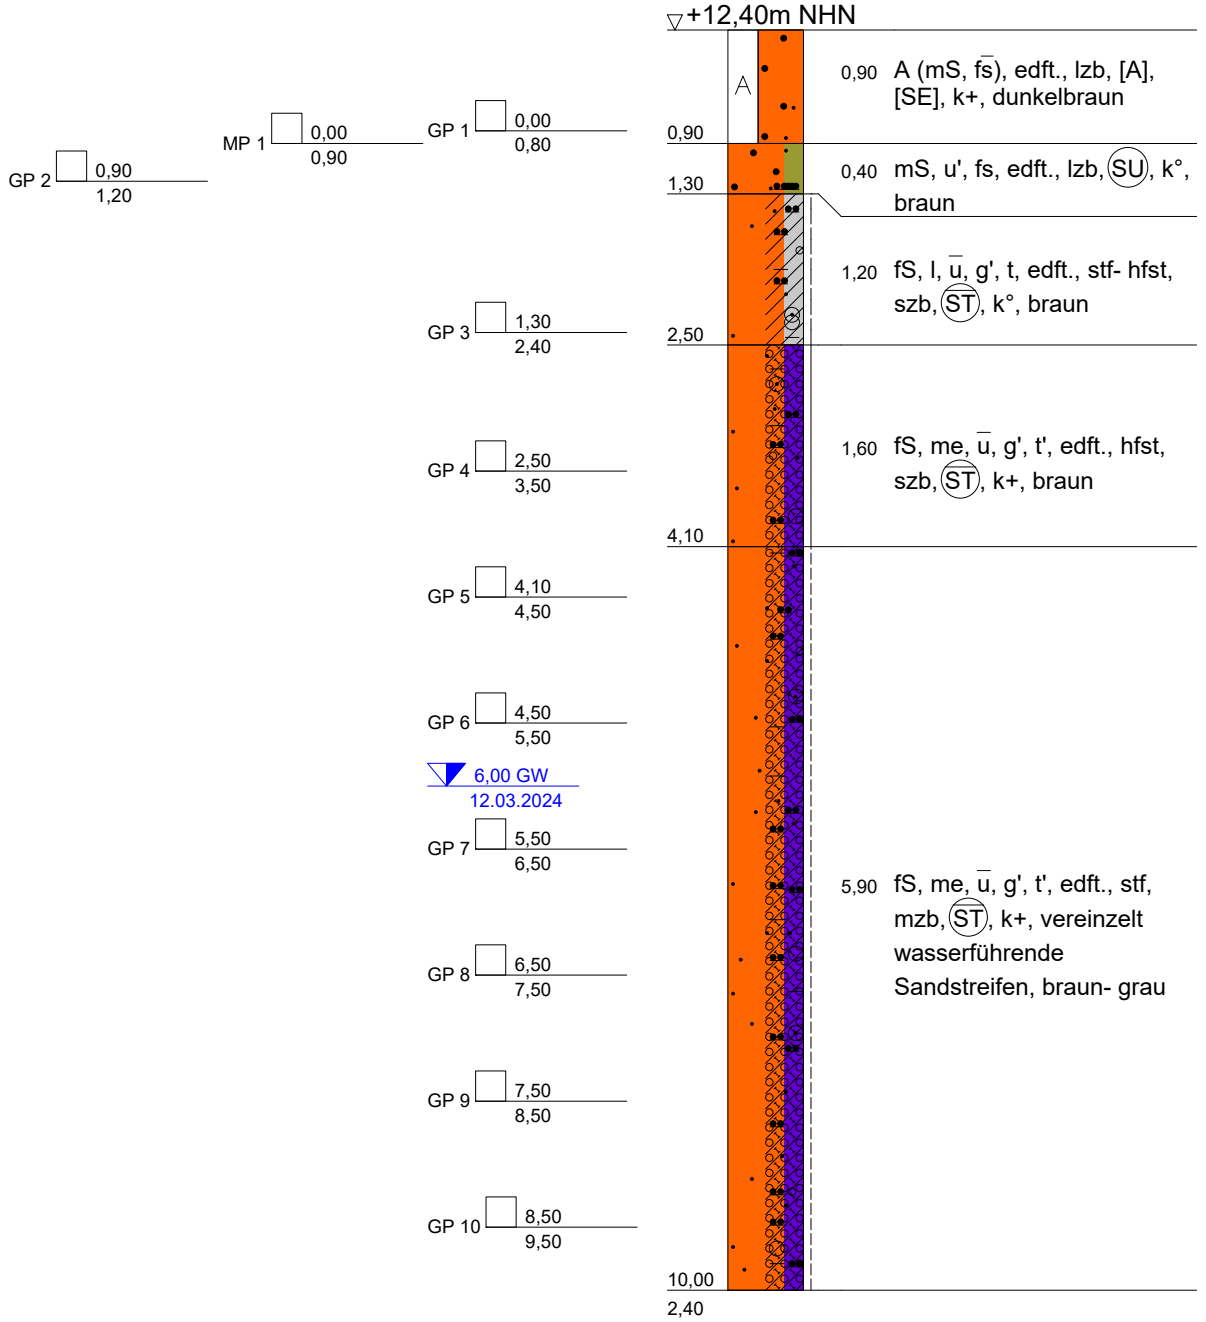 +12,40m NHN
A
0,90 A (mS, fs̄), edft., lzb, [A],
[SE], k+, dunkelbraun
GP 1 0,00
0,80
MP 1 0,00
0,90
GP 2 0,90
1,20
0,90
0,40 mS, u', fs, edft., lzb, SU, k°,
braun
1,30
1,20 fS, l, ū, g', t, edft., stf- hfst,
szb, S̅T̅, k°, braun
GP 3 1,30
2,40
2,50
1,60 fS, me, ū, g', t', edft., hfst,
szb, S̅T̅, k+, braun
GP 4 2,50
3,50
4,10
GP 5 4,10
4,50
GP 6 4,50
5,50
6,00 GW
12.03.2024
GP 7 5,50
6,50
5,90 fS, me, ū, g', t', edft., stf,
mzb, S̅T̅, k+, vereinzelt
wasserführende
Sandstreifen, braun- grau
GP 8 6,50
7,50
GP 9 7,50
8,50
GP 10 8,50
9,50
10,00
2,40